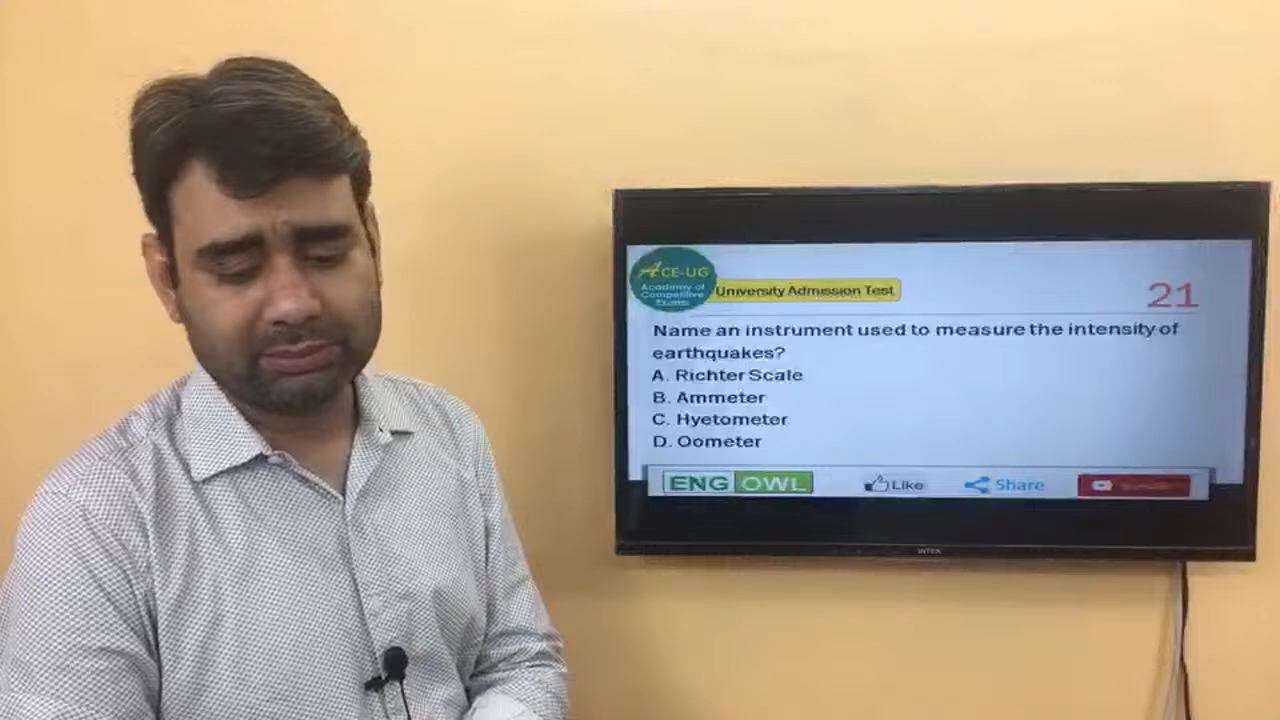 ACE-UG
Academy of
Competitive
Exams
University Admission Test
21
Name an instrument used to measure the intensity of
earthquakes?
A. Richter Scale
B. Ammeter
C. Hyetometer
D. Oometer
ENG OWL
Like
Share
INTEX